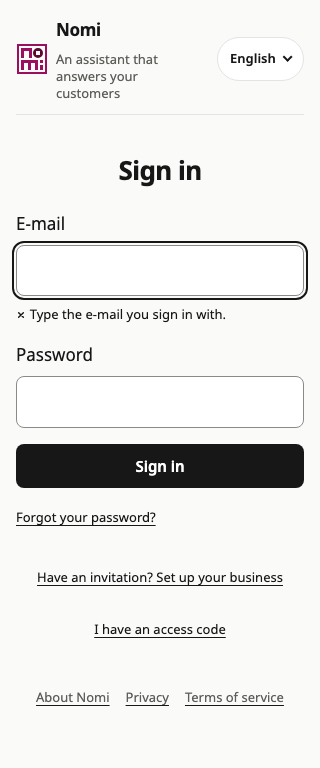 Nomi
nomi
An assistant that
answers your
customers
English
Sign in
E-mail
× Type the e-mail you sign in with.
Password
Sign in
Forgot your password?
Have an invitation? Set up your business
I have an access code
About Nomi Privacy Terms of service